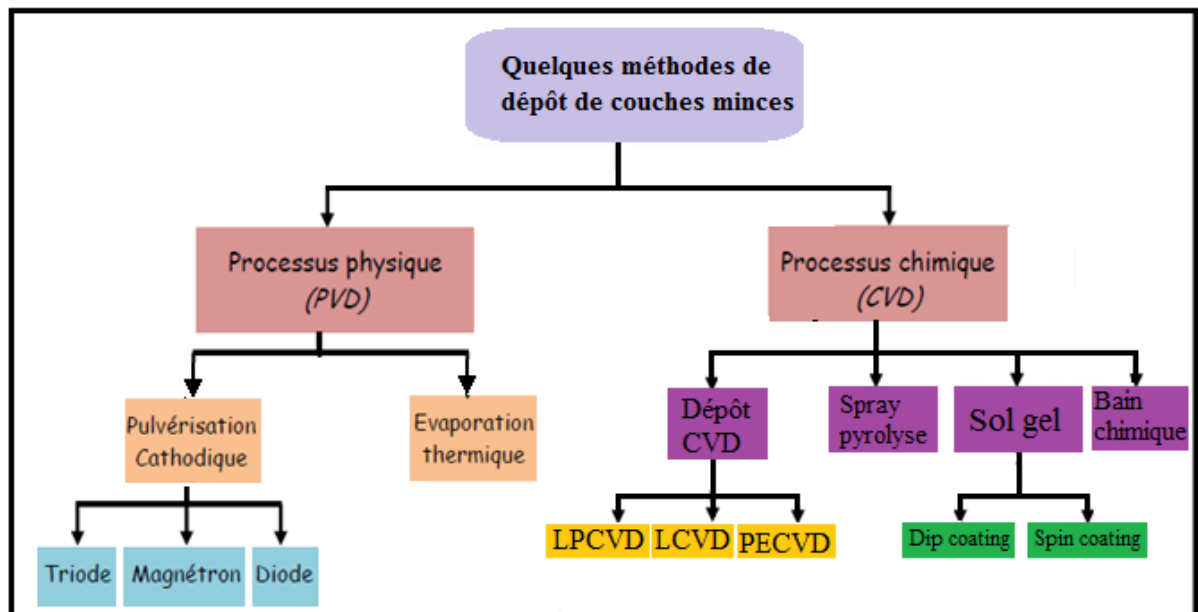 Quelques méthodes de
dépôt de couches minces
Processus physique
(PVD)
Processus chimique
(CVD)
Pulvérisation
Cathodique
Evaporation
thermique
Dépôt
CVD
Spray
pyrolyse
Sol gel
Bain
chimique
Triode
Magnétron
Diode
LPCVD
LCVD
PECVD
Dip coating
Spin coating